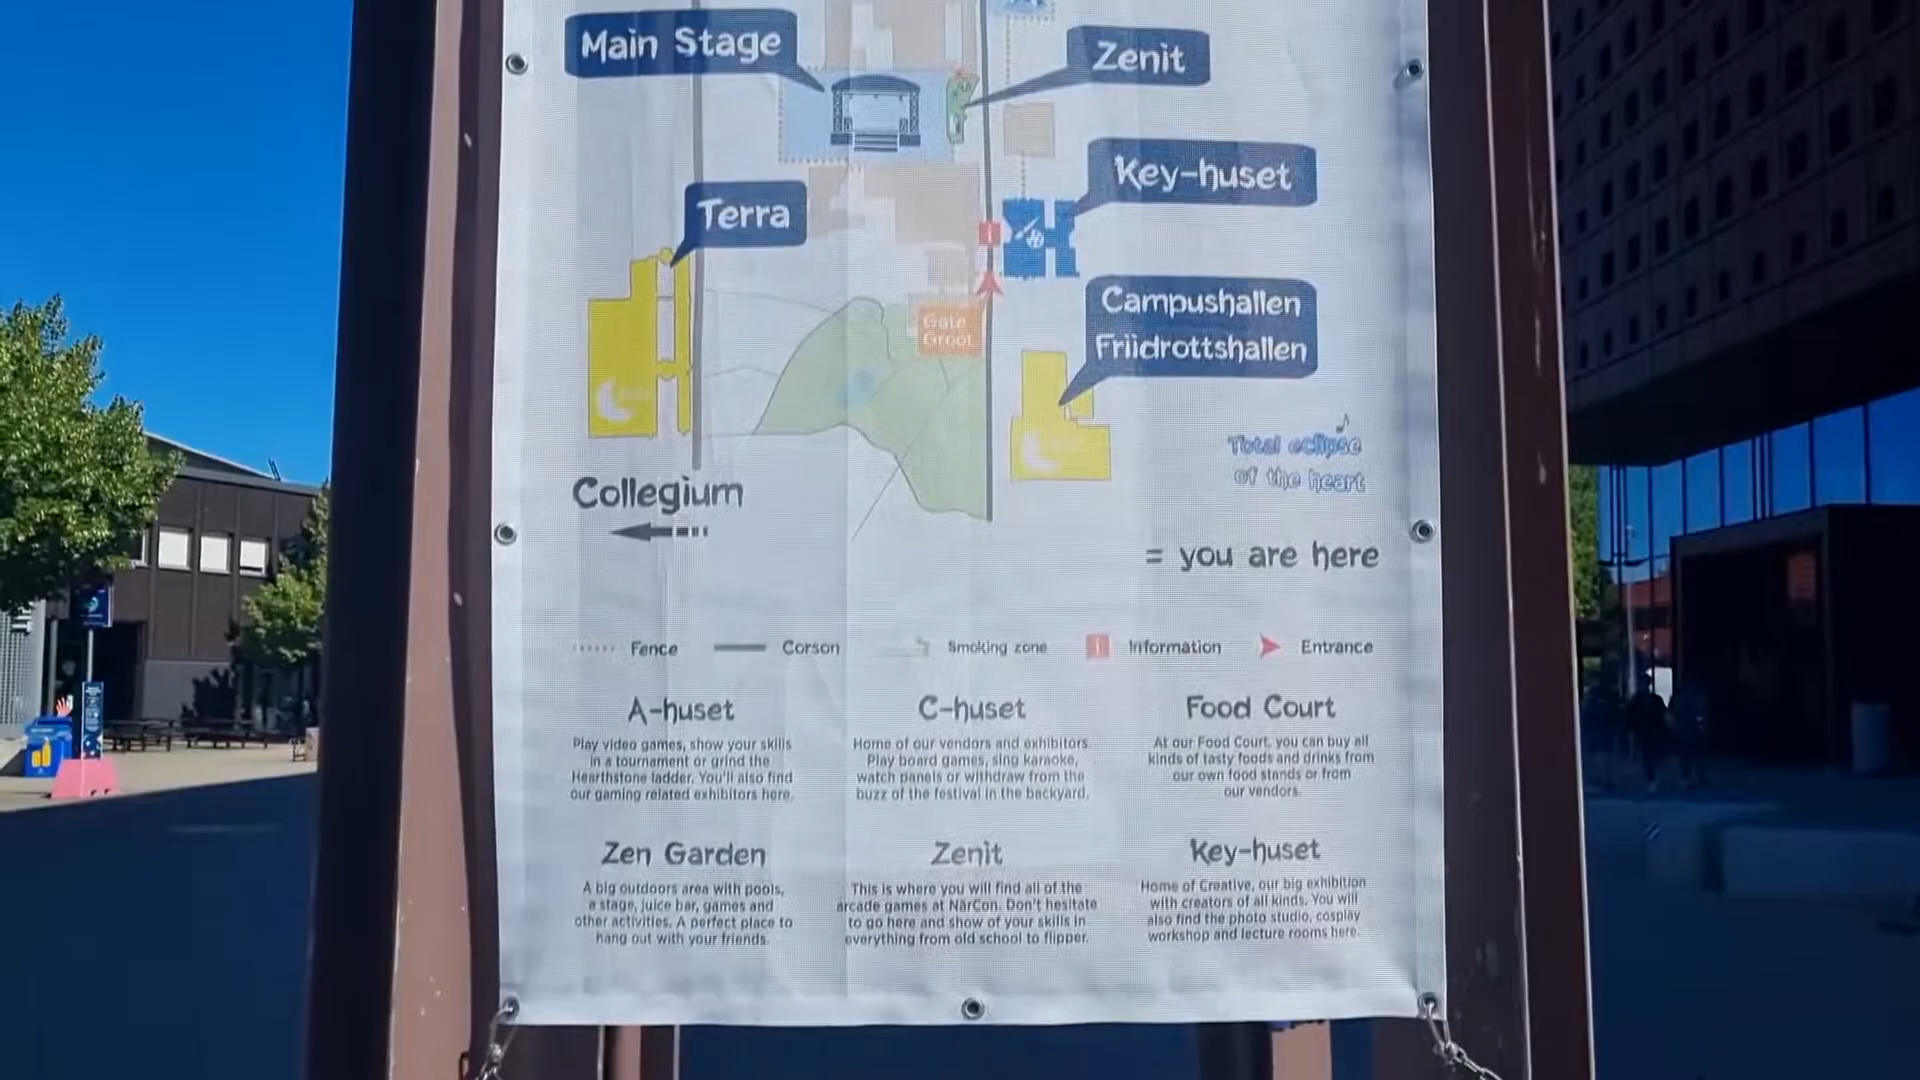 Main Stage
Zenit
Key-huset
Terra
Campushallen
Friidrottshallen
Gate
Groot
Total eclipse
of the heart
Collegium
= you are here
Fence
Corson
Smoking zone
i
Information
Entrance
A-huset
Play video games, show your skills
in a tournament or grind the
Hearthstone ladder. You'll also find
our gaming related exhibitors here.
C-huset
Home of our vendors and exhibitors.
Play board games, sing karaoke,
watch panels or withdraw from the
buzz of the festival in the backyard.
Food Court
At our Food Court, you can buy all
kinds of tasty foods and drinks from
our own food stands or from
our vendors.
Zen Garden
A big outdoors area with pools,
a stage, juice bar, games and
other activities. A perfect place to
hang out with your friends.
Zenit
This is where you will find all of the
arcade games at NärCon. Don't hesitate
to go here and show of your skills in
everything from old school to flipper.
Key-huset
Home of Creative, our big exhibition
with creators of all kinds. You will
also find the photo studio, cosplay
workshop and lecture rooms here.